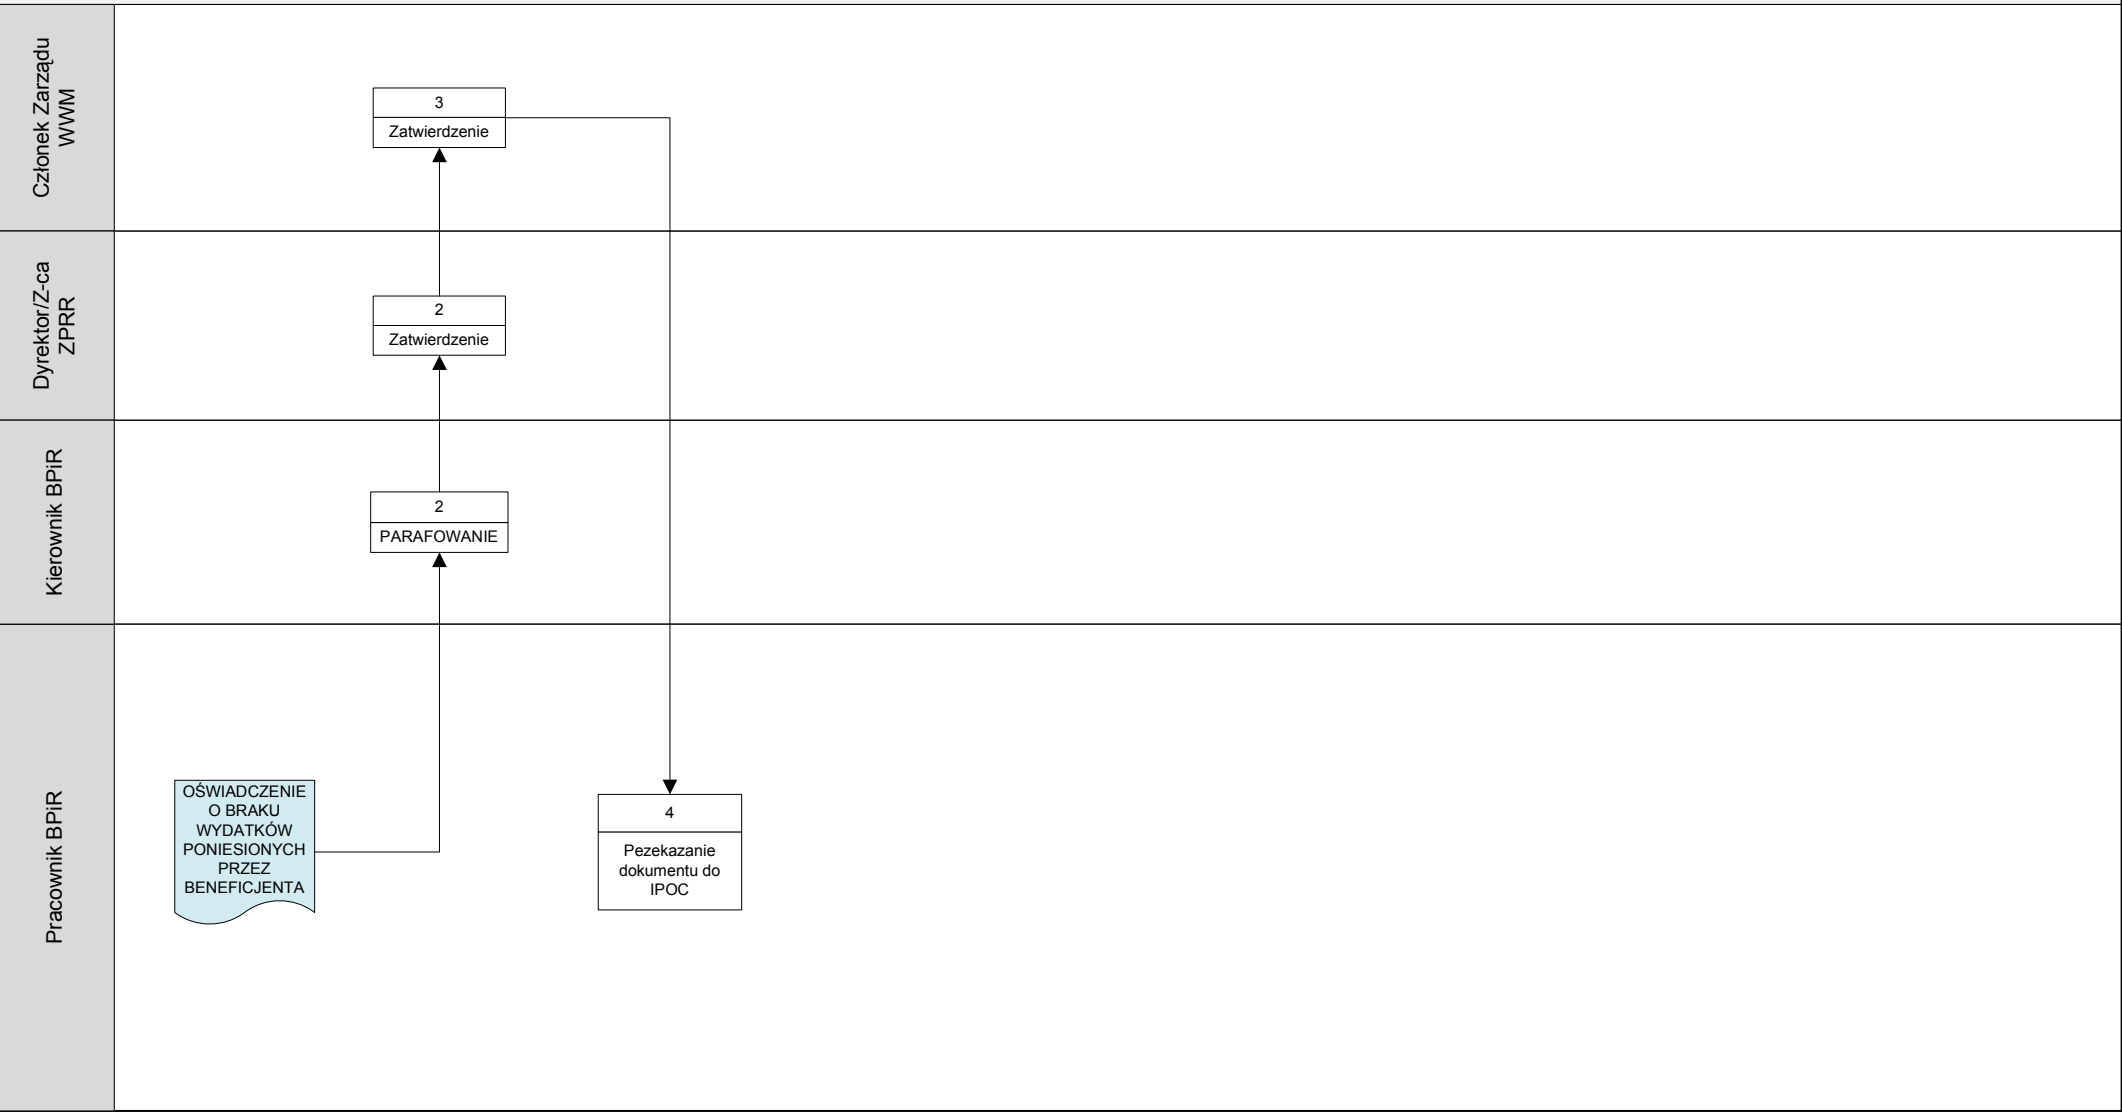 Członek Zarządu
WWM
3
Zatwierdzenie
Dyrektor/Z-ca
ZPRR
2
Zatwierdzenie
Kierownik BPiR
2
PARAFOWANIE
Pracownik BPiR
OŚWIADCZENIE
O BRAKU
WYDATKÓW
PONIESIONYCH
PRZEZ
BENEFICJENTA
4
Pezekazanie
dokumentu do
IPOC